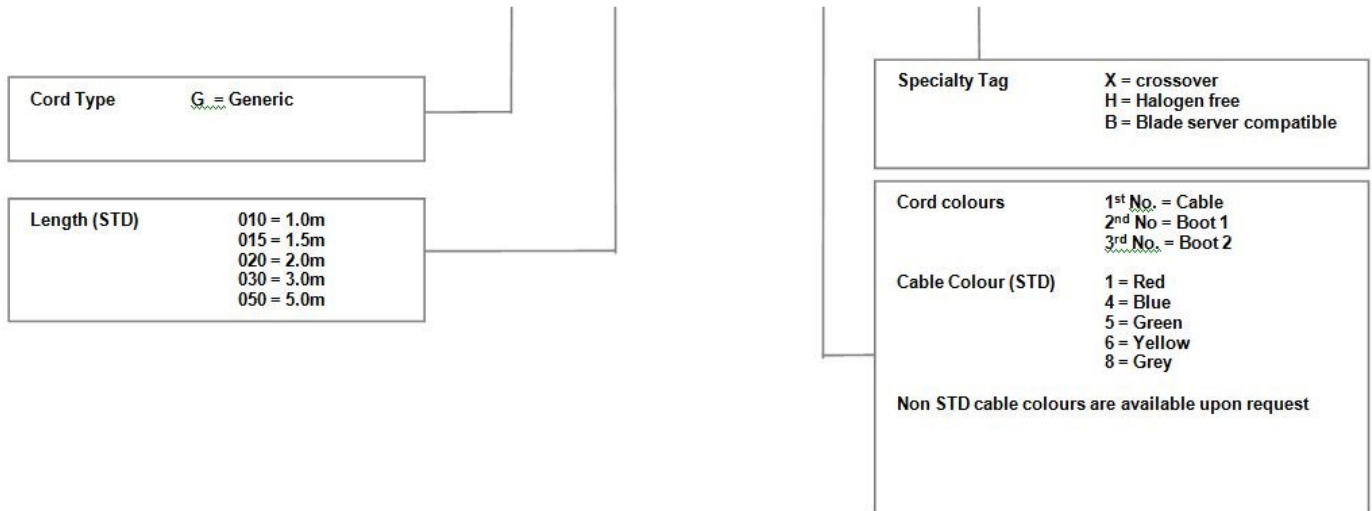 Cord Type G = Generic
Length (STD) 010 = 1.0m
015 = 1.5m
020 = 2.0m
030 = 3.0m
050 = 5.0m
Specialty Tag X = crossover
H = Halogen free
B = Blade server compatible
Cord colours 1st No. = Cable
2nd No = Boot 1
3rd No. = Boot 2
Cable Colour (STD) 1 = Red
4 = Blue
5 = Green
6 = Yellow
8 = Grey
Non STD cable colours are available upon request